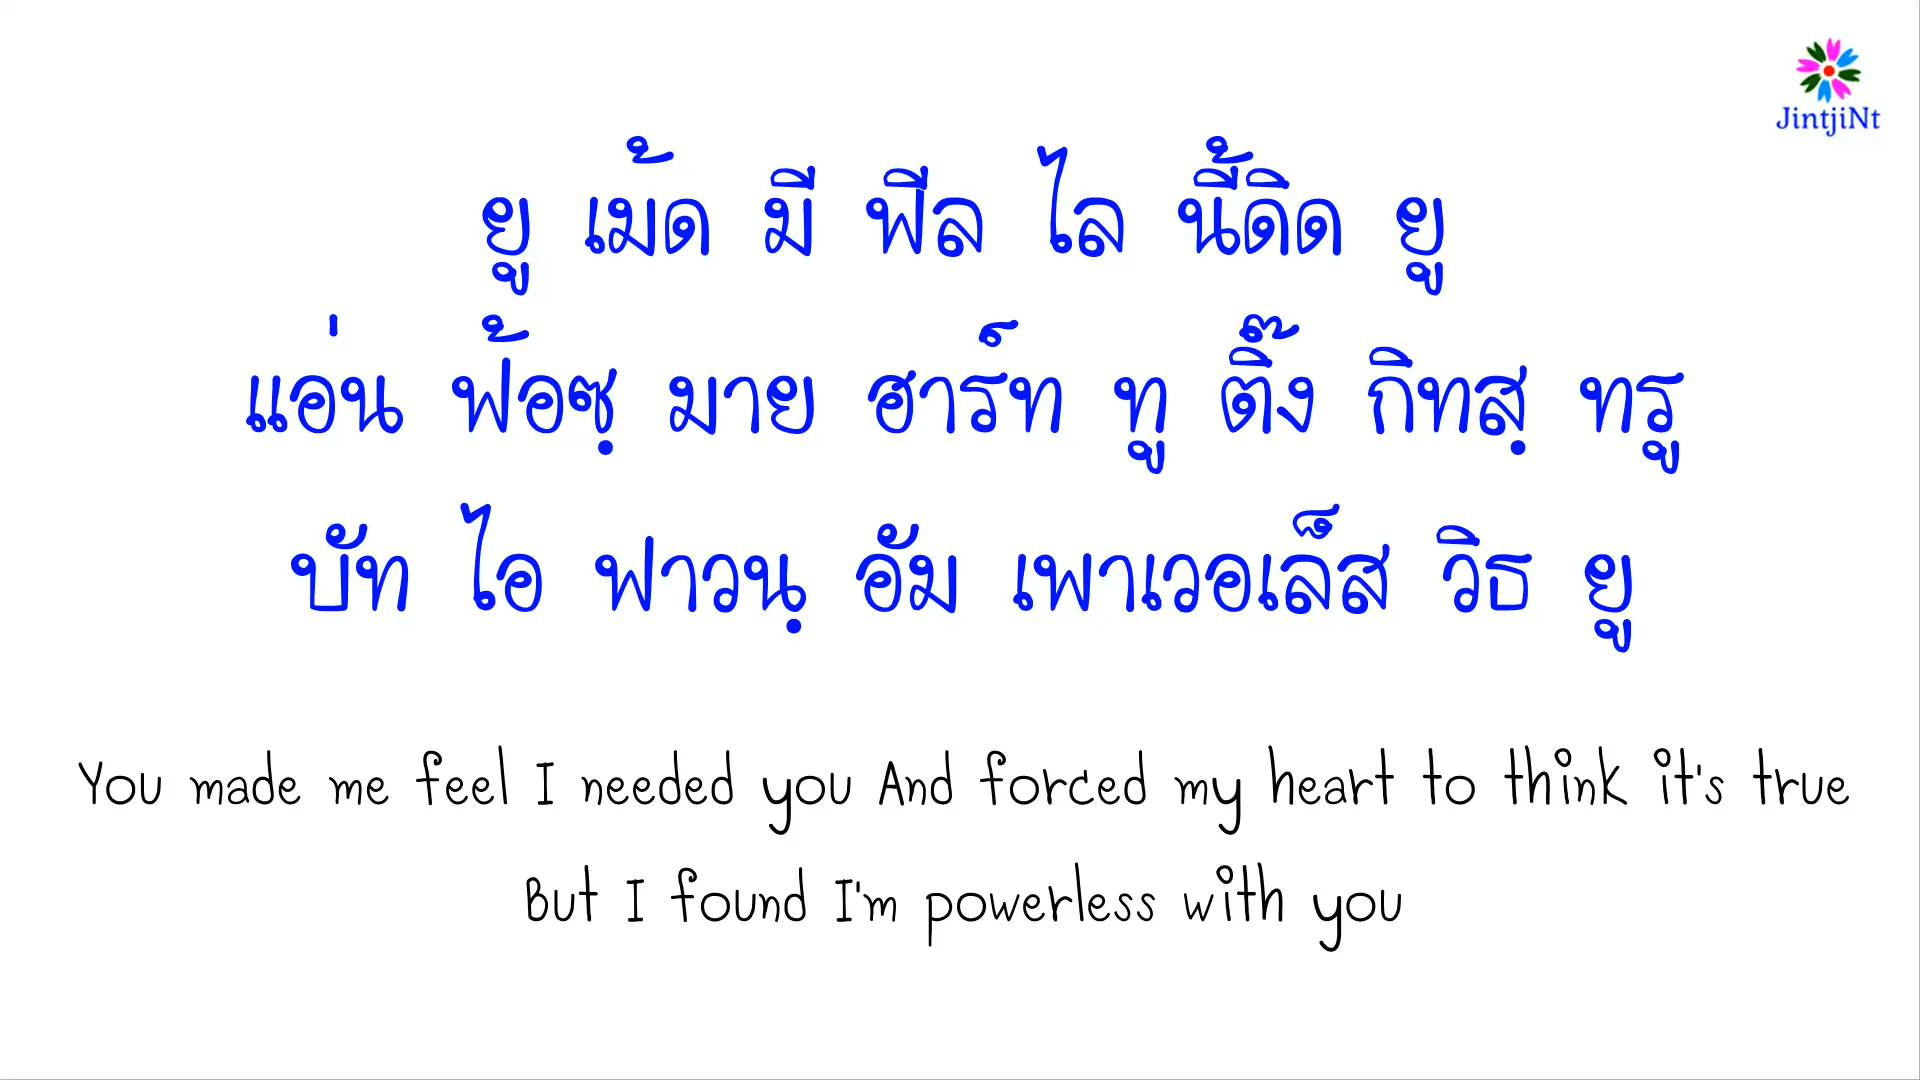 JintjiNt
ยู เม้ด มี ฟีล ไล นี้ดิด ยู
แอ่น ฟ้อซฺ มาย ฮาร์ท ทู ติ๊ง กิทสฺ ทรู
บัท ไอ ฟาวนฺ อัม เพาเวอเล็ส วิธ ยู
You made me feel I needed you And forced my heart to think it's true
But I found I'm powerless with you